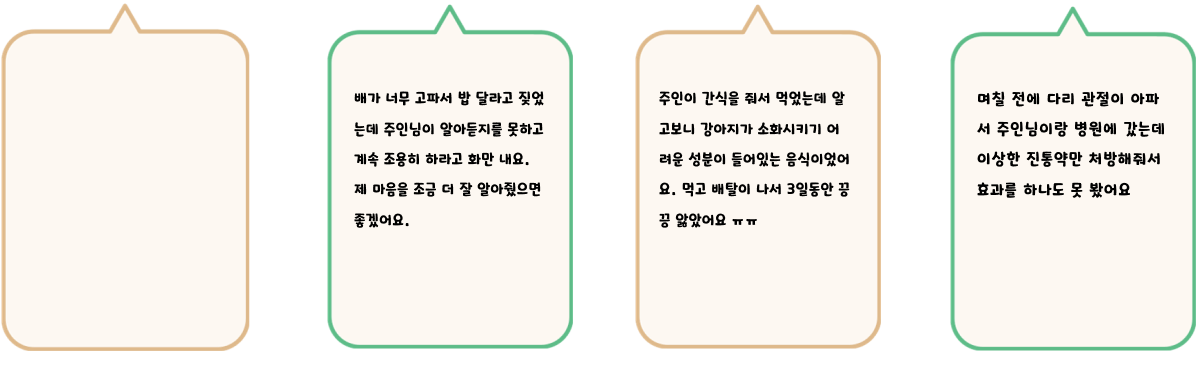 배가 너무 고파서 밥 달라고 짖었
는데 주인님이 알아듣지를 못하고
계속 조용히 하라고 화만 내요.
제 마음을 조금 더 잘 알아줬으면
좋겠어요.
주인이 간식을 줘서 먹었는데 알
고보니 강아지가 소화시키기 어
려운 성분이 들어있는 음식이었어
요. 먹고 배탈이 나서 3일동안 끙
끙 앓았어요 ㅠㅠ
며칠 전에 다리 관절이 아파
서 주인님이랑 병원에 갔는데
이상한 진통약만 처방해줘서
효과를 하나도 못 봤어요